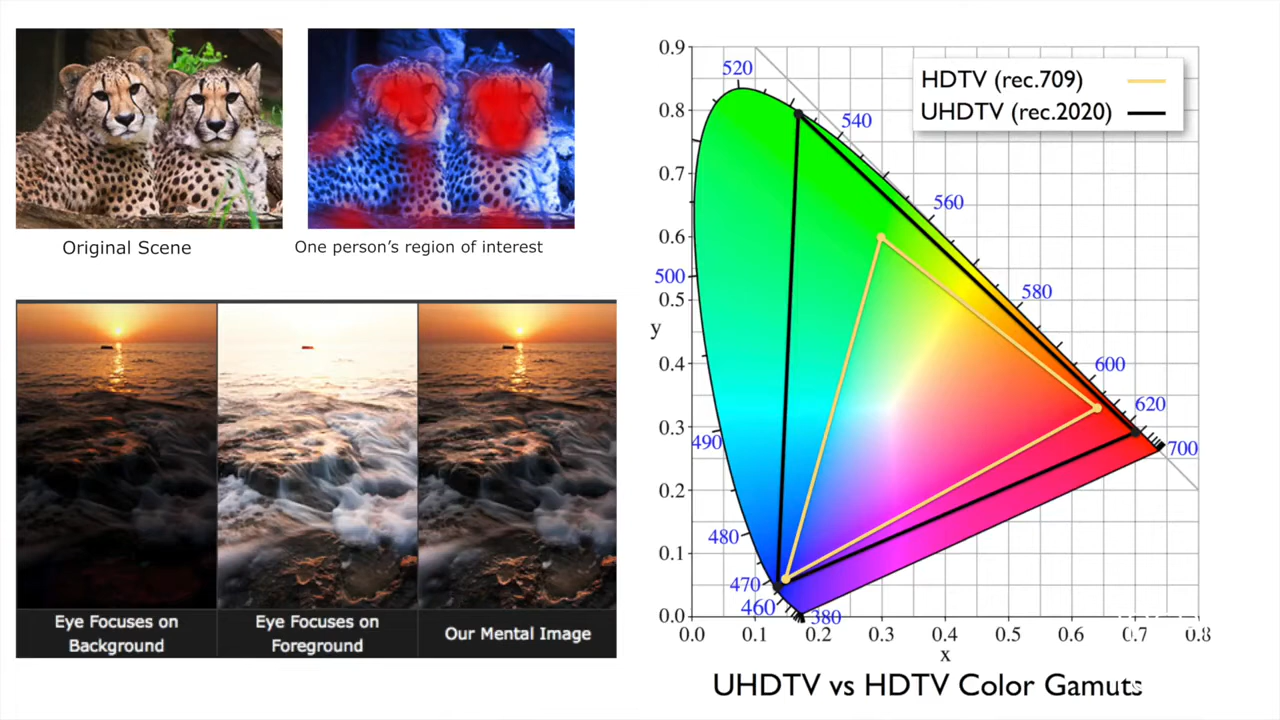 Original Scene
One person's region of interest
Eye Focuses on
Background
Eye Focuses on
Foreground
Our Mental Image
HDTV (rec.709)
UHDTV (rec.2020)
0.9
0.8
0.7
0.6
0.5
0.4
0.3
0.2
0.1
0.0
y
520
540
560
580
600
620
700
500
490
480
470
460
380
0.0 0.1 0.2 0.3 0.4 0.5 0.6 0.7 0.8
x
UHDTV vs HDTV Color Gamuts